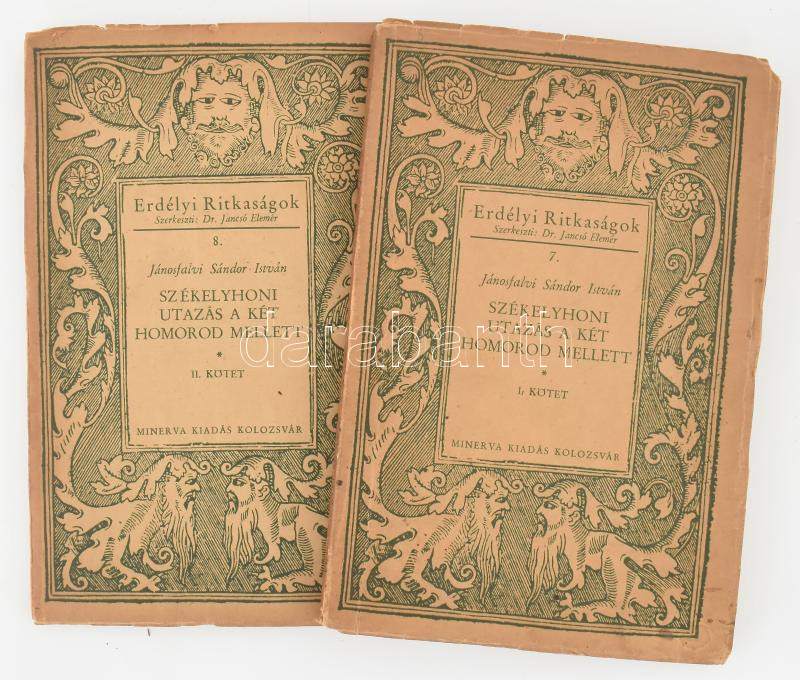 Erdélyi Ritkaságok
Szerkeszti: Dr. Jancsó Elemér
8.
Jánosfalvi Sándor István
SZÉKELYHONI
UTAZÁS A KÉT
HOMOROD MELLETT
*
II. KÖTET
MINERVA KIADÁS KOLOZSVÁR
Erdélyi Ritkaságok
Szerkeszti: Dr. Jancsó Elemér
7.
Jánosfalvi Sándor István
SZÉKELYHONI
UTAZÁS A KÉT
HOMOROD MELLETT
*
I. KÖTET
MINERVA KIADÁS KOLOZSVÁR
darabanth